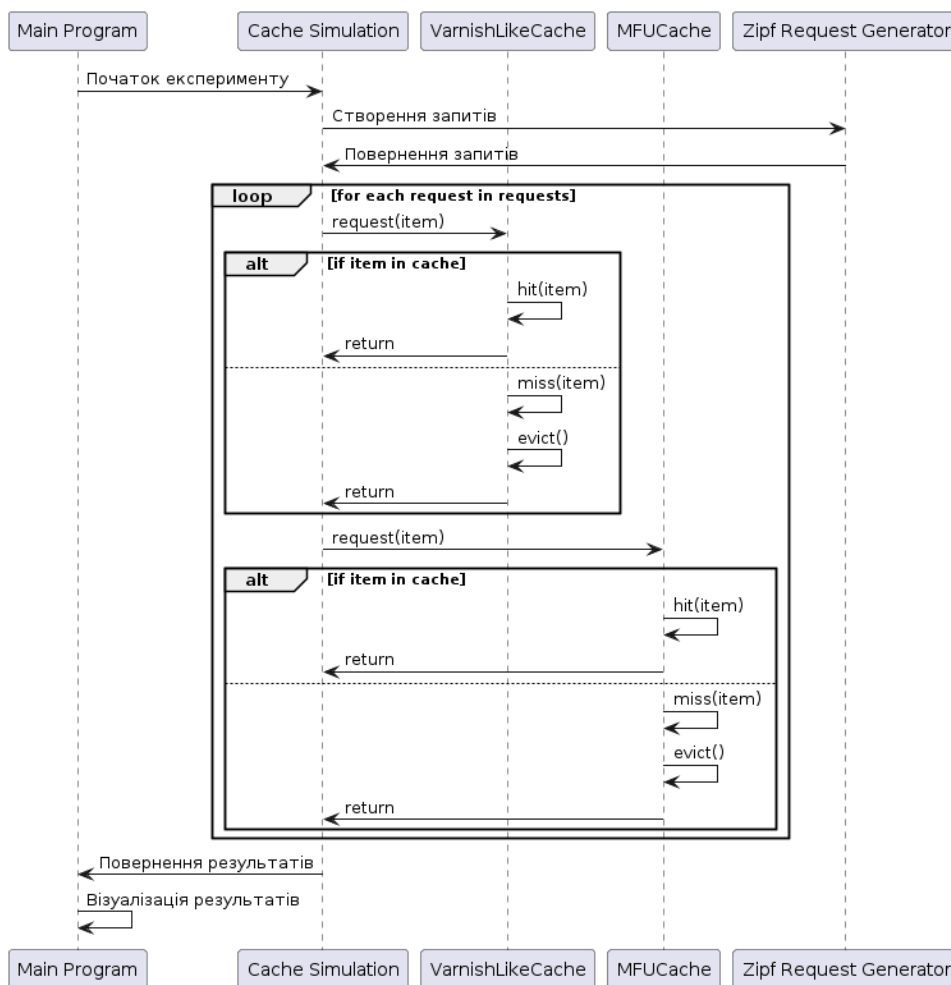 Main Program Cache Simulation VarnishLikeCache MFUCache Zipf Request Generator
Початок експерименту
Створення запитів
Повернення запитів
loop [for each request in requests]
request(item)
alt [if item in cache]
hit(item)
return
miss(item)
evict()
return
request(item)
alt [if item in cache]
hit(item)
return
miss(item)
evict()
return
Повернення результатів
Візуалізація результатів
Main Program Cache Simulation VarnishLikeCache MFUCache Zipf Request Generator